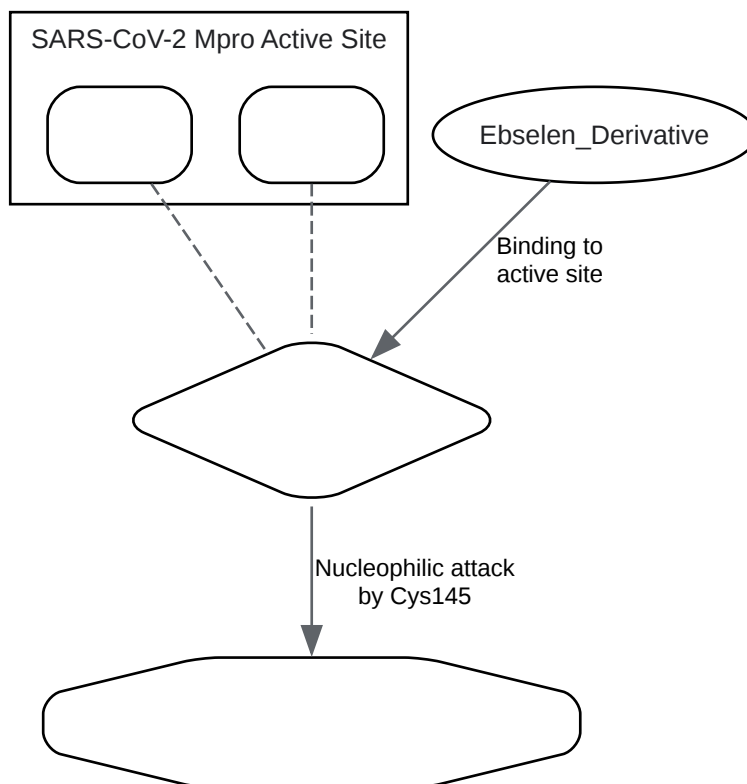 SARS-CoV-2 Mpro Active Site
Ebselen_Derivative
Binding to
active site
Nucleophilic attack
by Cys145